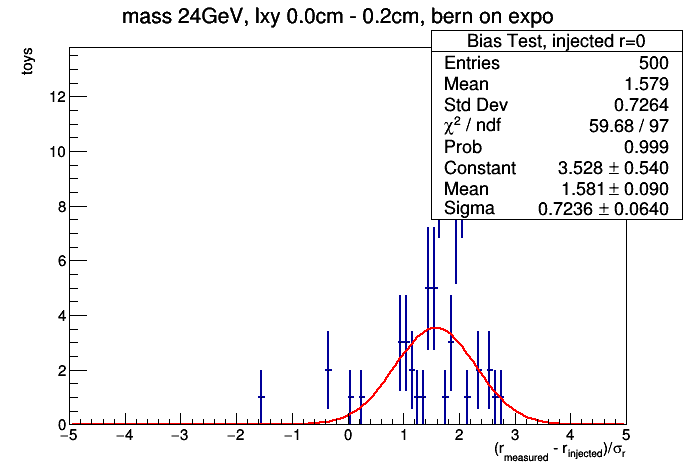 mass 24GeV, lxy 0.0cm - 0.2cm, bern on expo
Bias Test, injected r=0
Entries 500
Mean 1.579
Std Dev 0.7264
χ² / ndf 59.68 / 97
Prob 0.999
Constant 3.528 ± 0.540
Mean 1.581 ± 0.090
Sigma 0.7236 ± 0.0640
toys
12
10
8
6
4
2
0
−5 −4 −3 −2 −1 0 1 2 3 4 5
(r_measured - r_injected)/σ_r